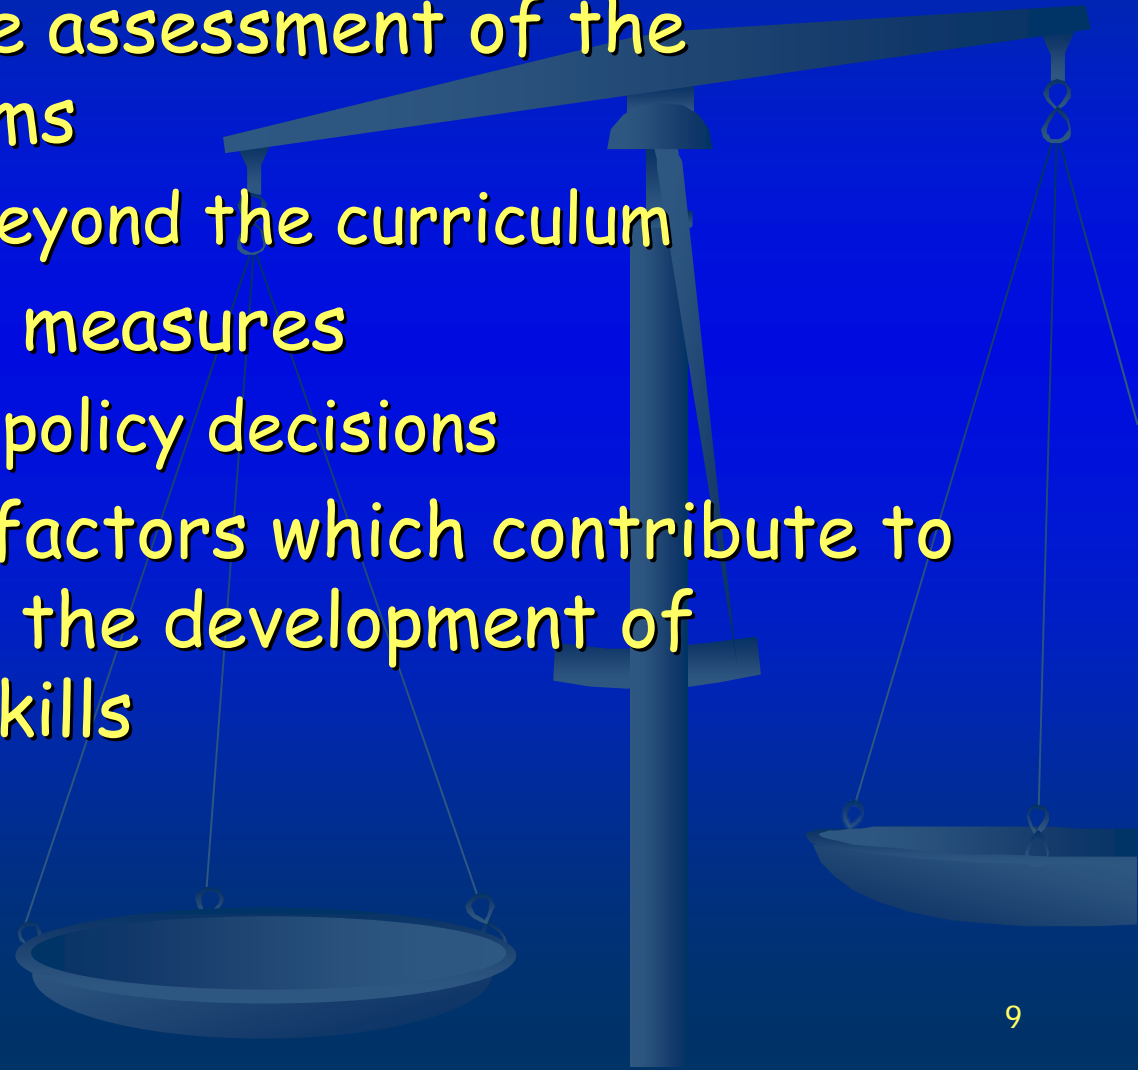 e assessment of the
ms
eyond the curriculum
measures
policy decisions
factors which contribute to
the development of
kills
9